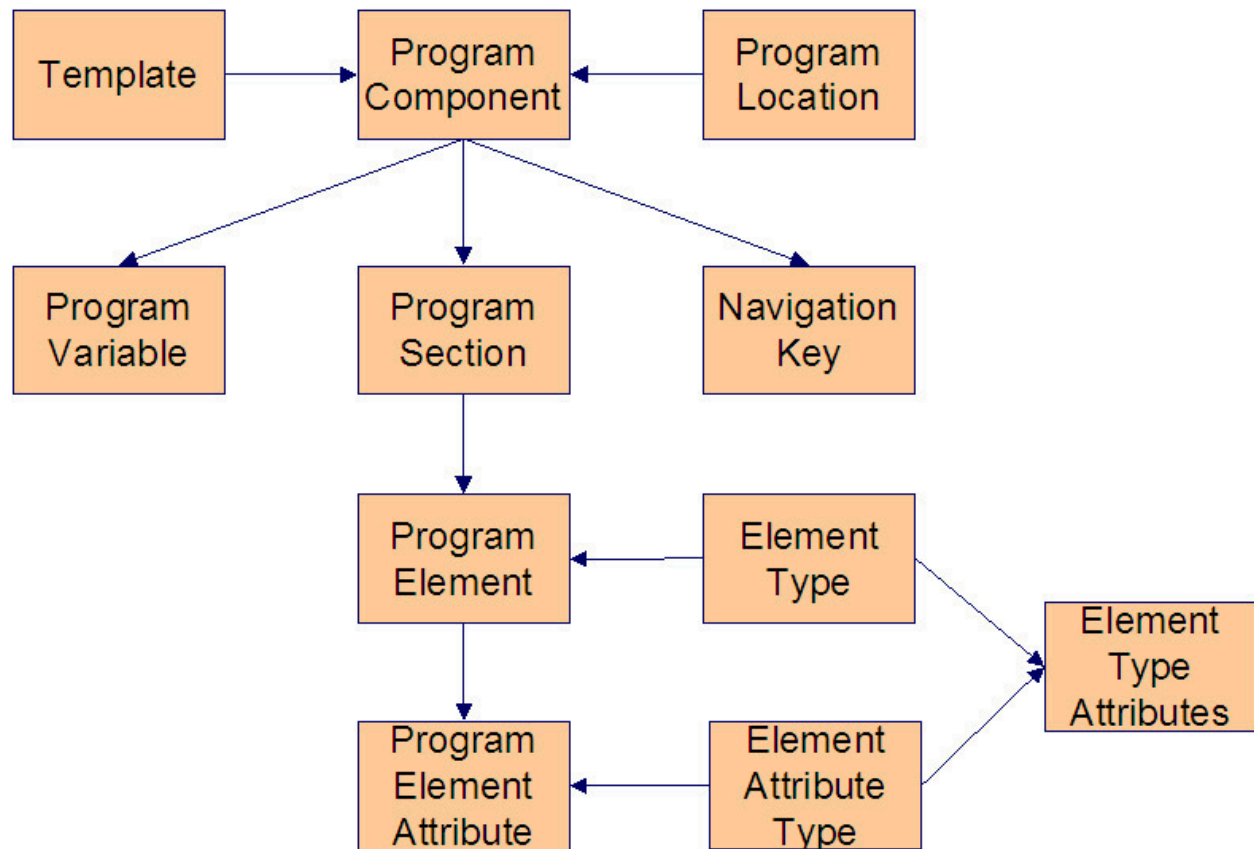 Template
Program
Component
Program
Location
Program
Variable
Program
Section
Navigation
Key
Program
Element
Element
Type
Element
Type
Attributes
Program
Element
Attribute
Element
Attribute
Type